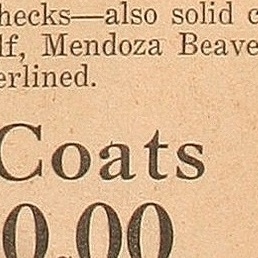 hecks—also solid c
lf, Mendoza Beave
erlined.
Coats
0.00